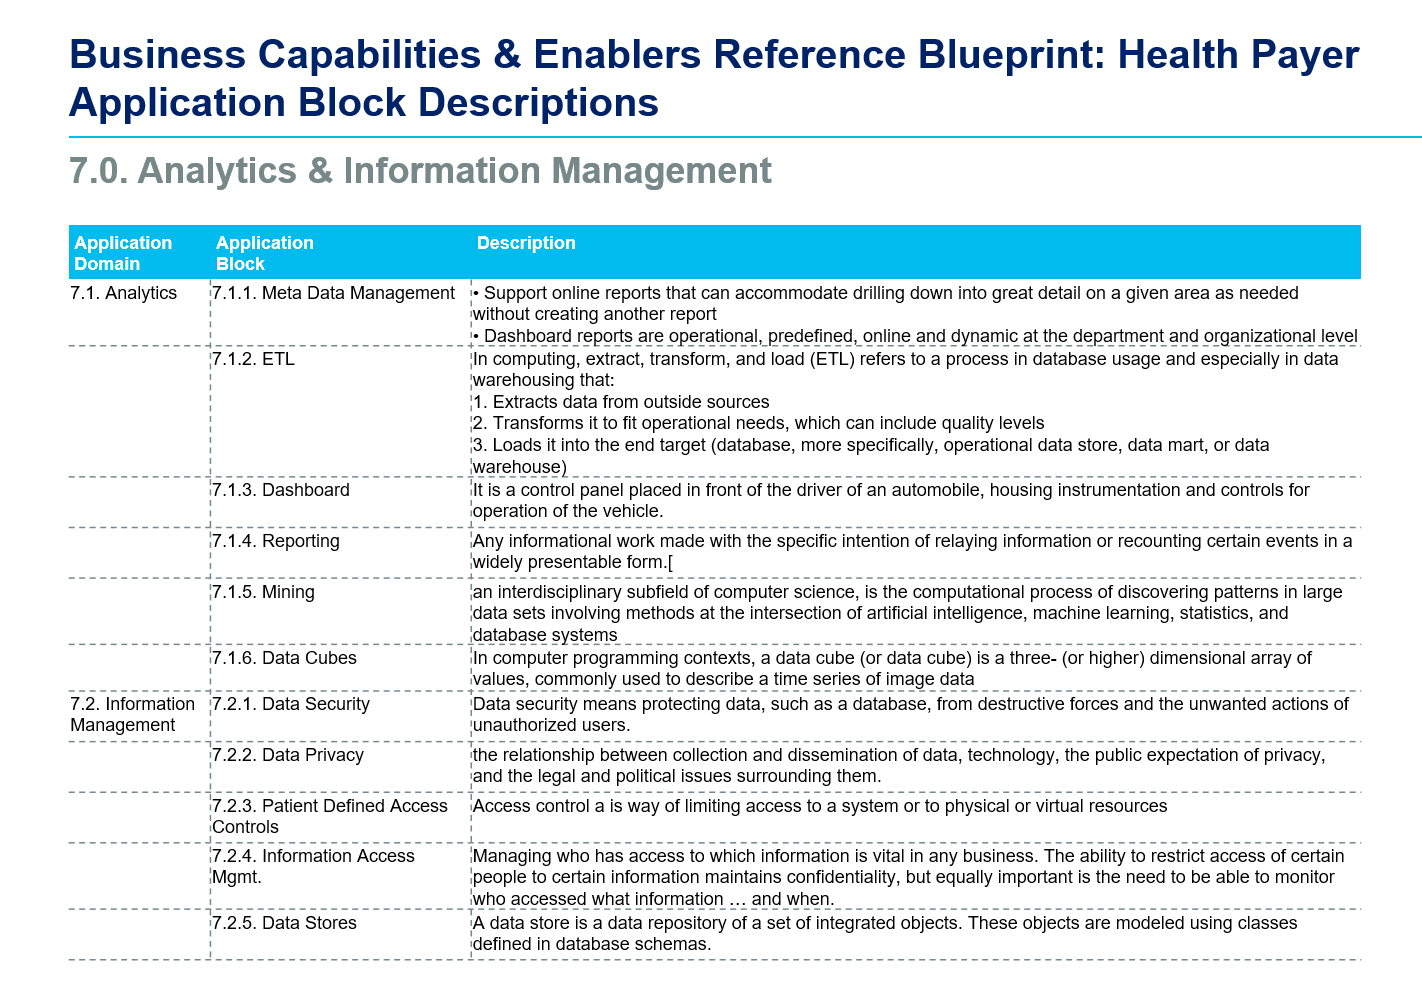 Business Capabilities & Enablers Reference Blueprint: Health Payer
Application Block Descriptions
7.0. Analytics & Information Management
Application
Domain
Application
Block
Description
7.1. Analytics
7.1.1. Meta Data Management
• Support online reports that can accommodate drilling down into great detail on a given area as needed
without creating another report
• Dashboard reports are operational, predefined, online and dynamic at the department and organizational level
7.1.2. ETL
In computing, extract, transform, and load (ETL) refers to a process in database usage and especially in data
warehousing that:
1. Extracts data from outside sources
2. Transforms it to fit operational needs, which can include quality levels
3. Loads it into the end target (database, more specifically, operational data store, data mart, or data
warehouse)
7.1.3. Dashboard
It is a control panel placed in front of the driver of an automobile, housing instrumentation and controls for
operation of the vehicle.
7.1.4. Reporting
Any informational work made with the specific intention of relaying information or recounting certain events in a
widely presentable form.[
7.1.5. Mining
an interdisciplinary subfield of computer science, is the computational process of discovering patterns in large
data sets involving methods at the intersection of artificial intelligence, machine learning, statistics, and
database systems
7.1.6. Data Cubes
In computer programming contexts, a data cube (or data cube) is a three- (or higher) dimensional array of
values, commonly used to describe a time series of image data
7.2. Information
Management
7.2.1. Data Security
Data security means protecting data, such as a database, from destructive forces and the unwanted actions of
unauthorized users.
7.2.2. Data Privacy
the relationship between collection and dissemination of data, technology, the public expectation of privacy,
and the legal and political issues surrounding them.
7.2.3. Patient Defined Access
Controls
Access control a is way of limiting access to a system or to physical or virtual resources
7.2.4. Information Access
Mgmt.
Managing who has access to which information is vital in any business. The ability to restrict access of certain
people to certain information maintains confidentiality, but equally important is the need to be able to monitor
who accessed what information … and when.
7.2.5. Data Stores
A data store is a data repository of a set of integrated objects. These objects are modeled using classes
defined in database schemas.